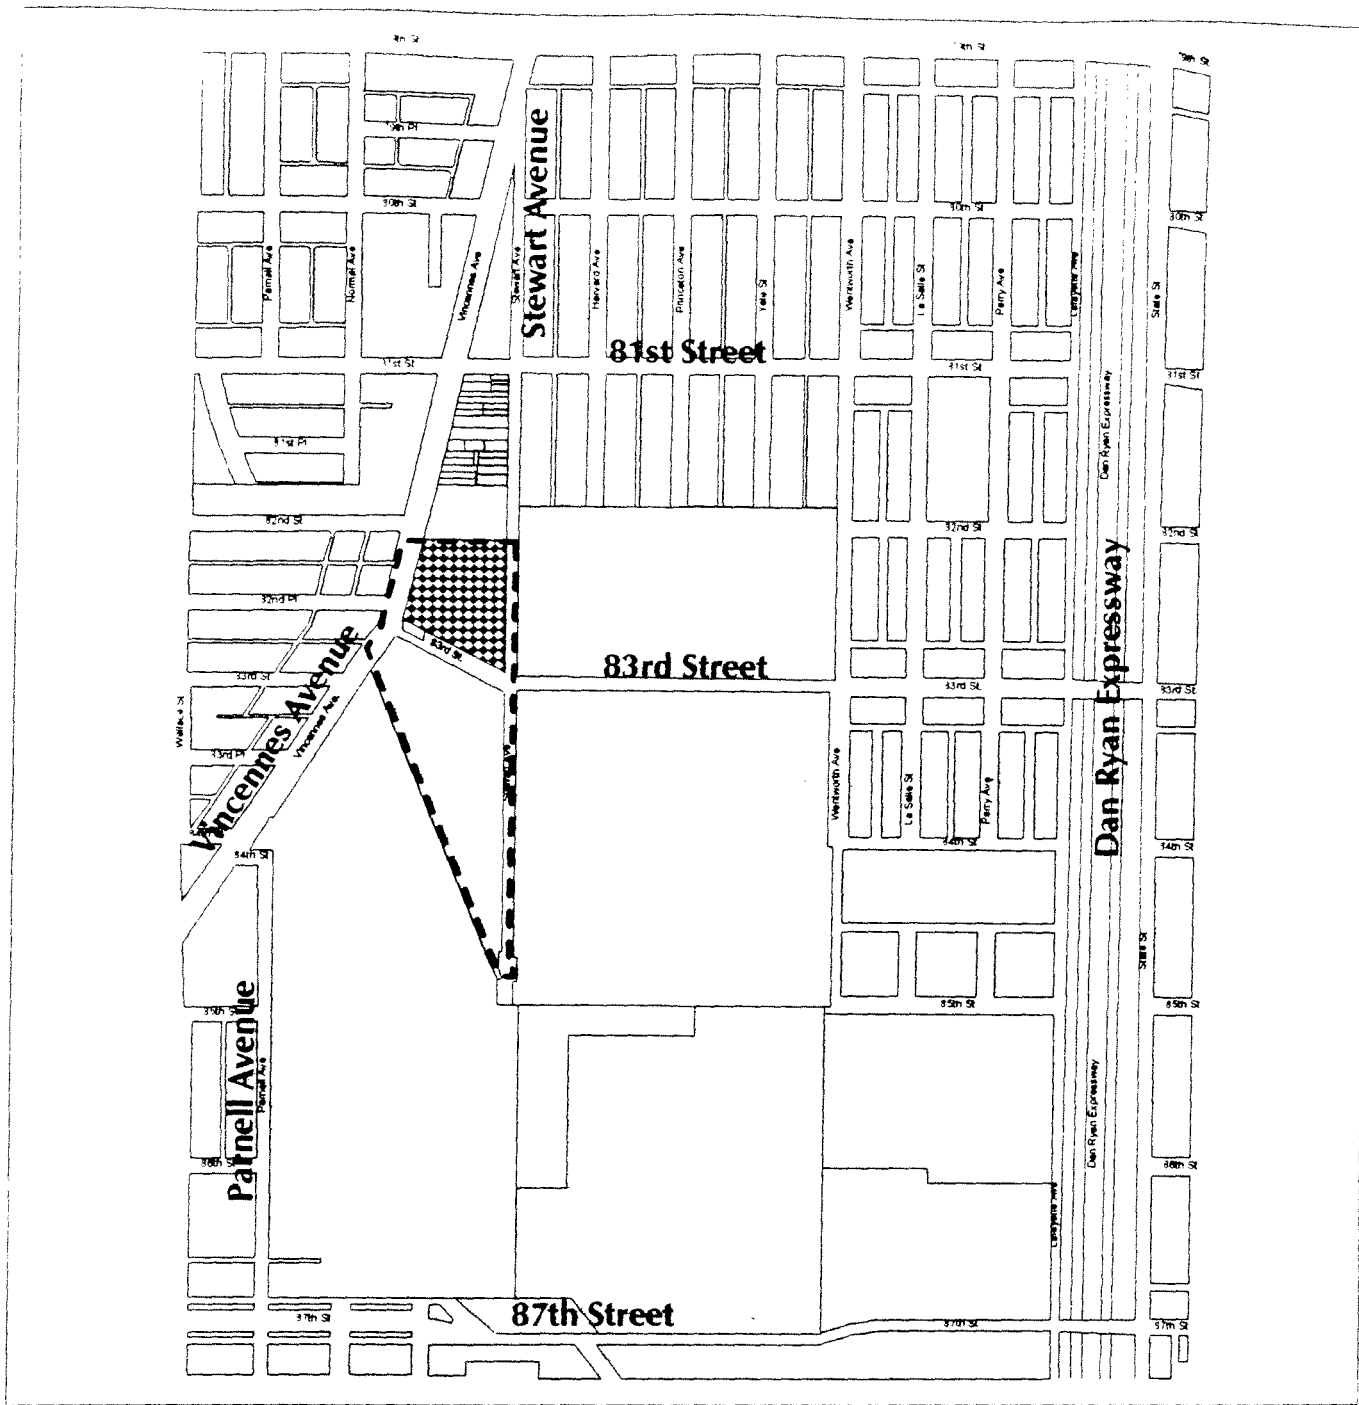 79th St
80th St
80th St
80th St
Parnell Ave
Normal Ave
Vincennes Ave
Stewart Ave
Stewart Avenue
Harvard Ave
Princeton Ave
Yale St
Wentworth Ave
La Salle St
Perry Ave
Lafayette Ave
State St
81st Street
81st St
81st St
81st St
81st Pl
Dan Ryan Expressway
82nd St
82nd St
82nd St
82nd Pl
83rd St.
83rd Street
83rd St
83rd St
83rd St
Vincennes Avenue
Vincennes Ave
Wallace St
83rd Pl
Dan Ryan Expressway
Wentworth Ave
La Salle St
Perry Ave
84th St
84th St
84th St
State St
85th St
85th St
85th St
Parnell Avenue
Parnell Ave
Dan Ryan Expressway
86th St
86th St
Lafayette Ave
87th Street
87th St
87th St
87th St